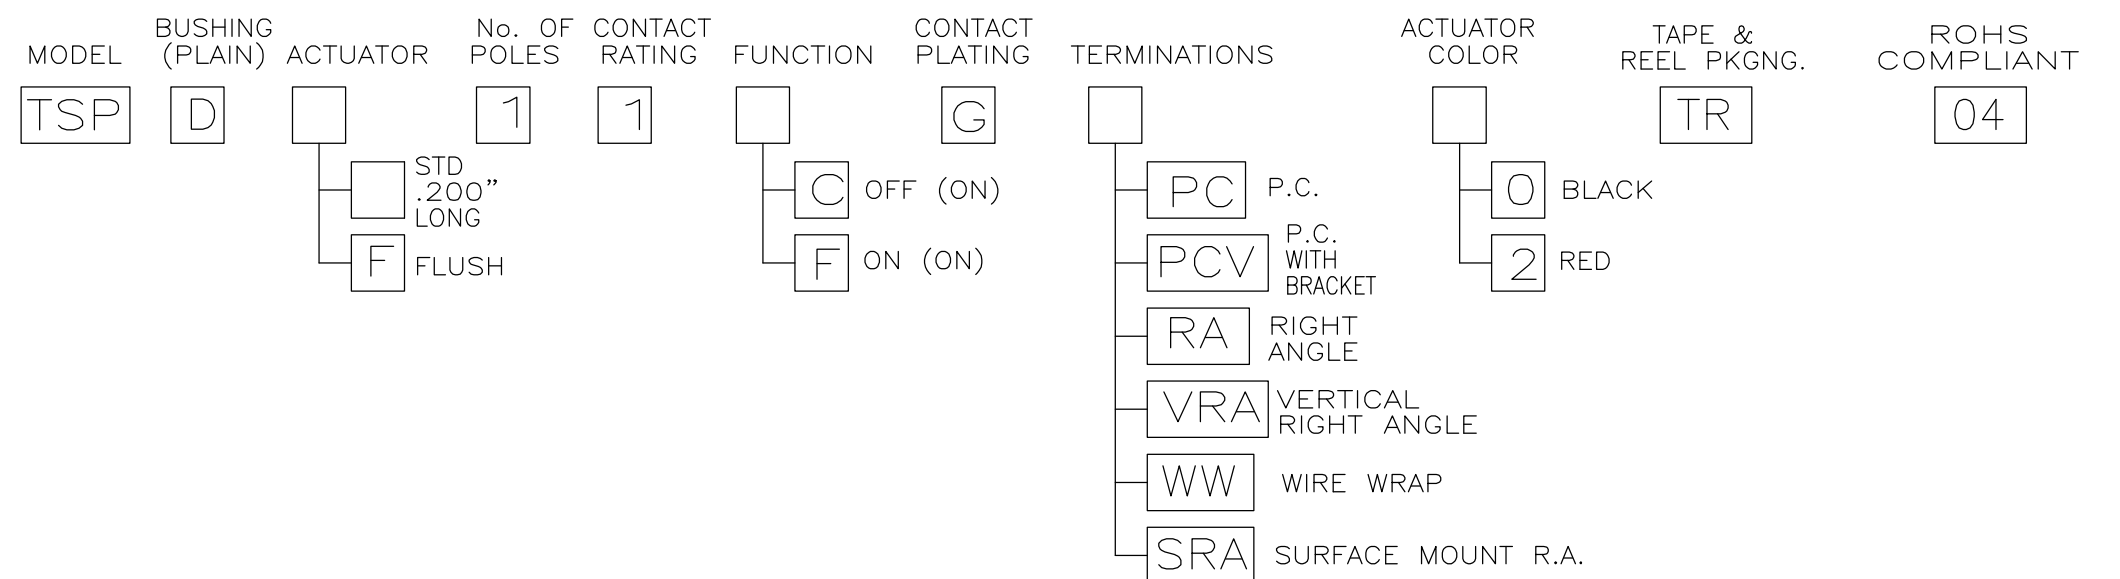 MODEL
BUSHING
(PLAIN)
ACTUATOR
No. OF
POLES
CONTACT
RATING
FUNCTION
CONTACT
PLATING
TERMINATIONS
ACTUATOR
COLOR
TAPE &
REEL PKGNG.
ROHS
COMPLIANT
TSP
D
1
1
G
TR
04
STD
.200”
LONG
F FLUSH
C OFF (ON)
F ON (ON)
PC P.C.
PCV P.C.
WITH
BRACKET
RA RIGHT
ANGLE
VRA VERTICAL
RIGHT ANGLE
WW WIRE WRAP
SRA SURFACE MOUNT R.A.
0 BLACK
2 RED